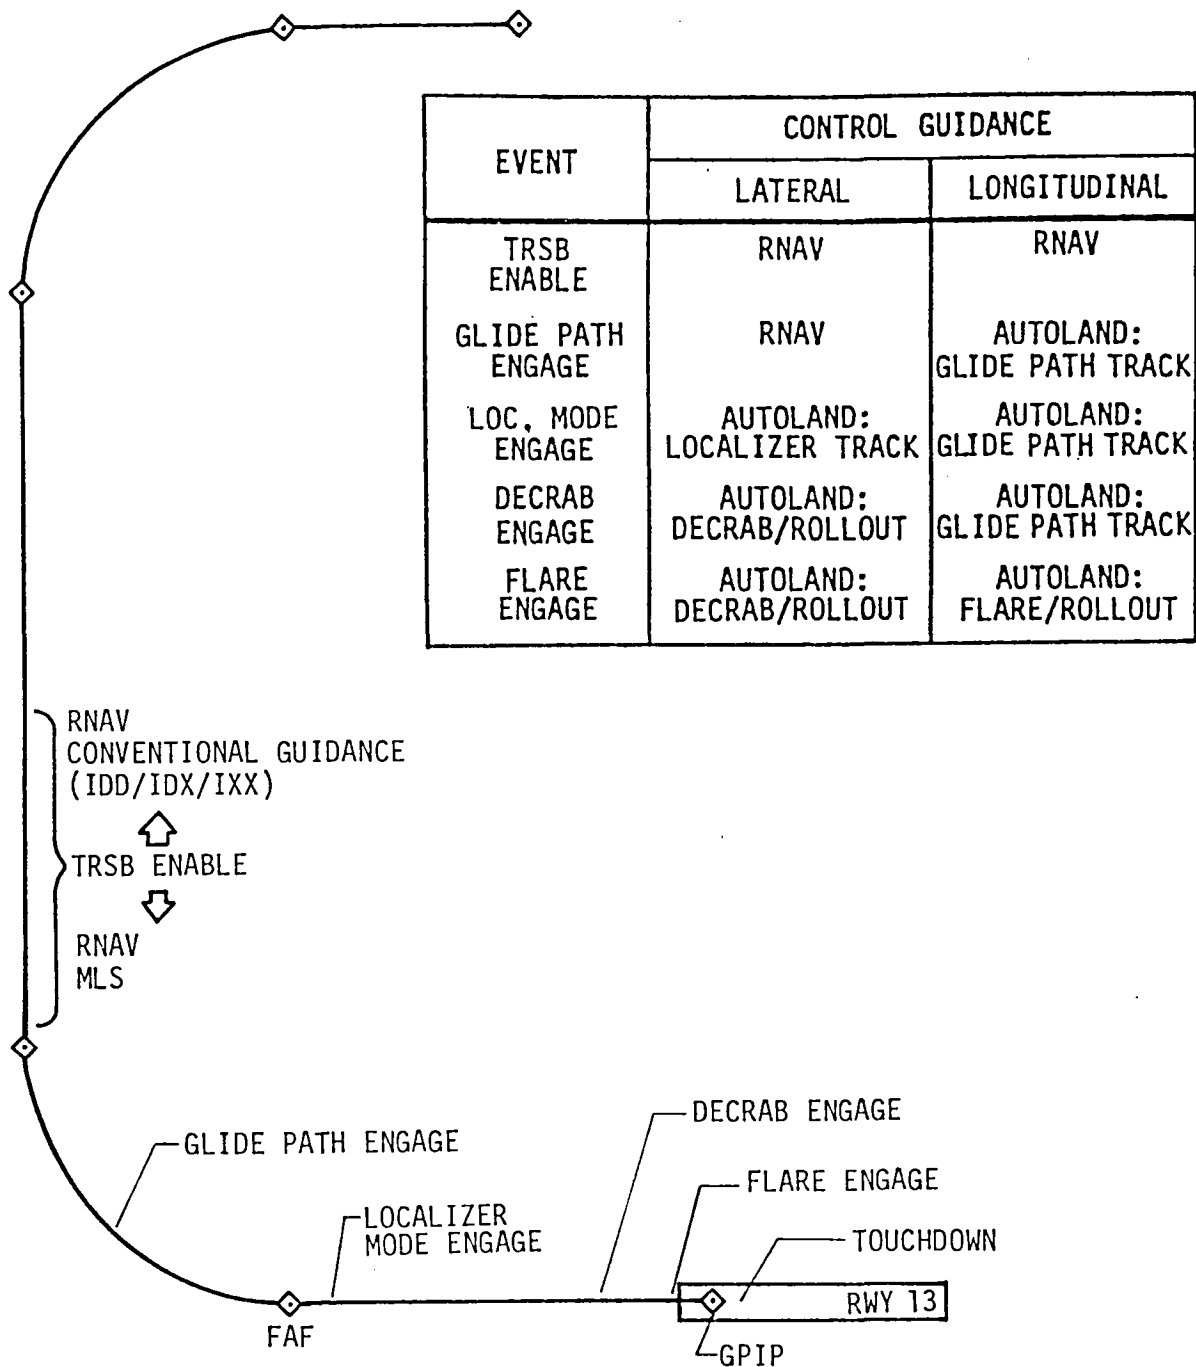 EVENT
CONTROL GUIDANCE
LATERAL
LONGITUDINAL
TRSB
ENABLE
RNAV
RNAV
GLIDE PATH
ENGAGE
RNAV
AUTOLAND:
GLIDE PATH TRACK
LOC. MODE
ENGAGE
AUTOLAND:
LOCALIZER TRACK
AUTOLAND:
GLIDE PATH TRACK
DECRAB
ENGAGE
AUTOLAND:
DECRAB/ROLLOUT
AUTOLAND:
GLIDE PATH TRACK
FLARE
ENGAGE
AUTOLAND:
DECRAB/ROLLOUT
AUTOLAND:
FLARE/ROLLOUT
RNAV
CONVENTIONAL GUIDANCE
(IDD/IDX/IXX)
TRSB ENABLE
RNAV
MLS
GLIDE PATH ENGAGE
DECRAB ENGAGE
FLARE ENGAGE
LOCALIZER
MODE ENGAGE
TOUCHDOWN
RWY 13
FAF
GPIP